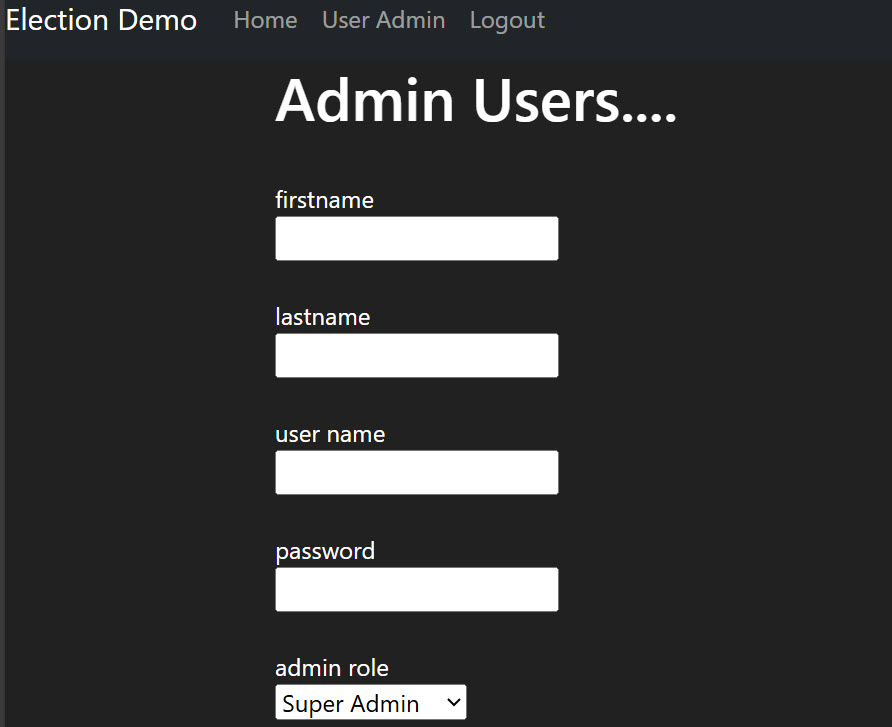 Election Demo Home User Admin Logout
Admin Users....
firstname
lastname
user name
password
admin role
Super Admin